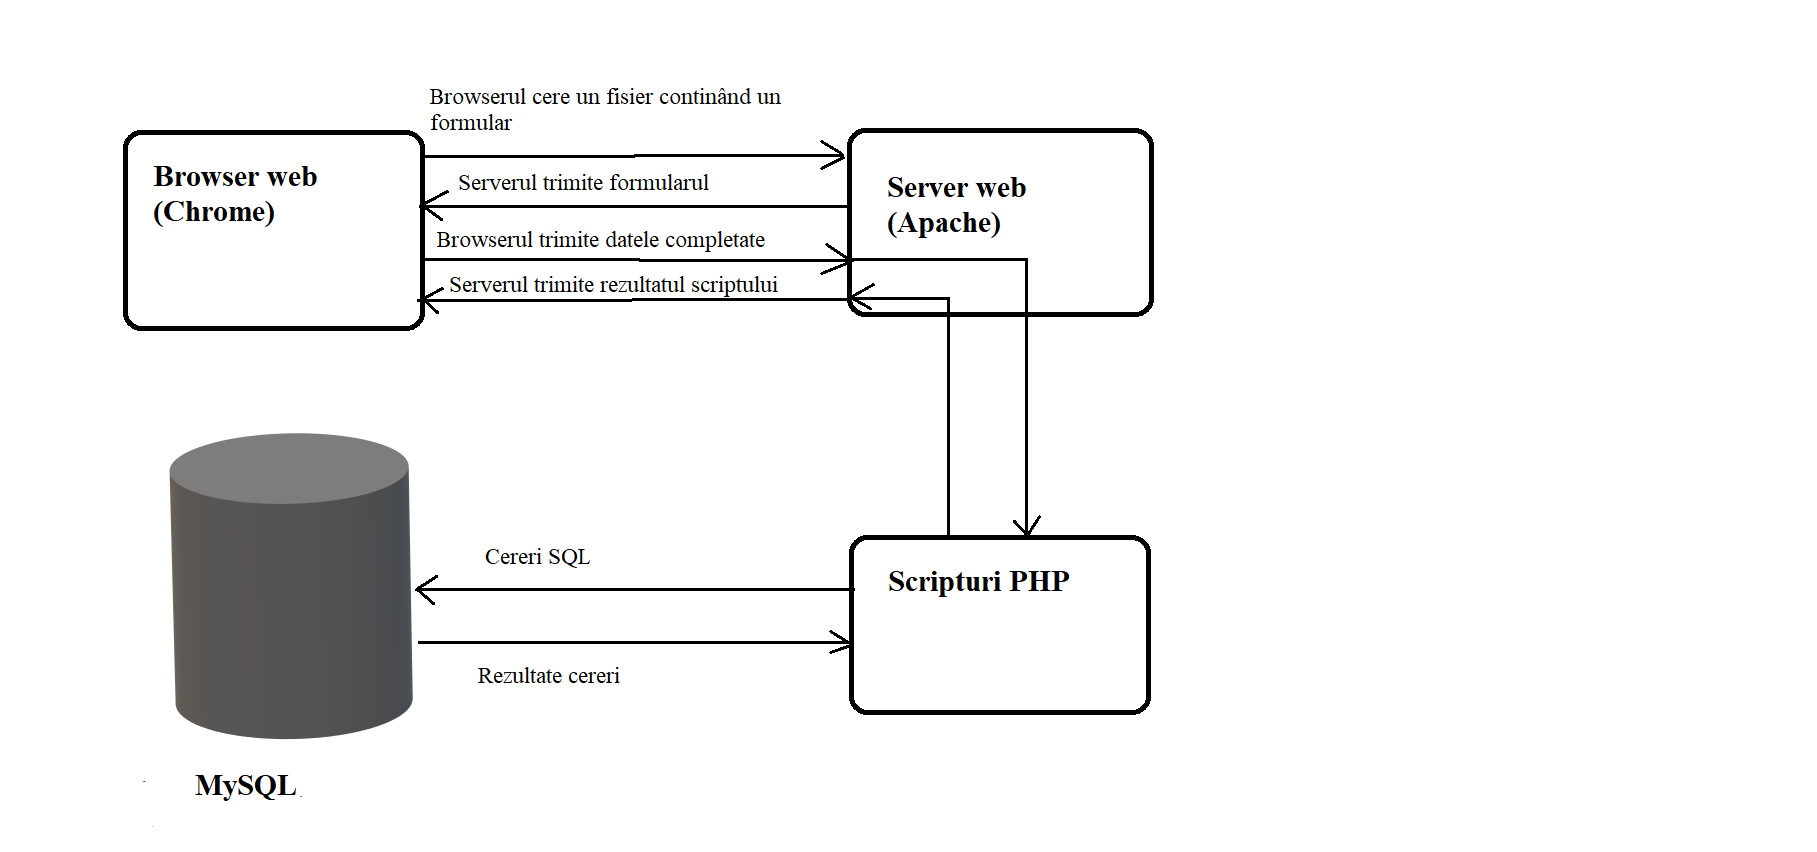 Browserul cere un fisier continând un
formular
Browser web
(Chrome)
Serverul trimite formularul
Server web
(Apache)
Browserul trimite datele completate
Serverul trimite rezultatul scriptului
Cereri SQL
Scripturi PHP
Rezultate cereri
MySQL